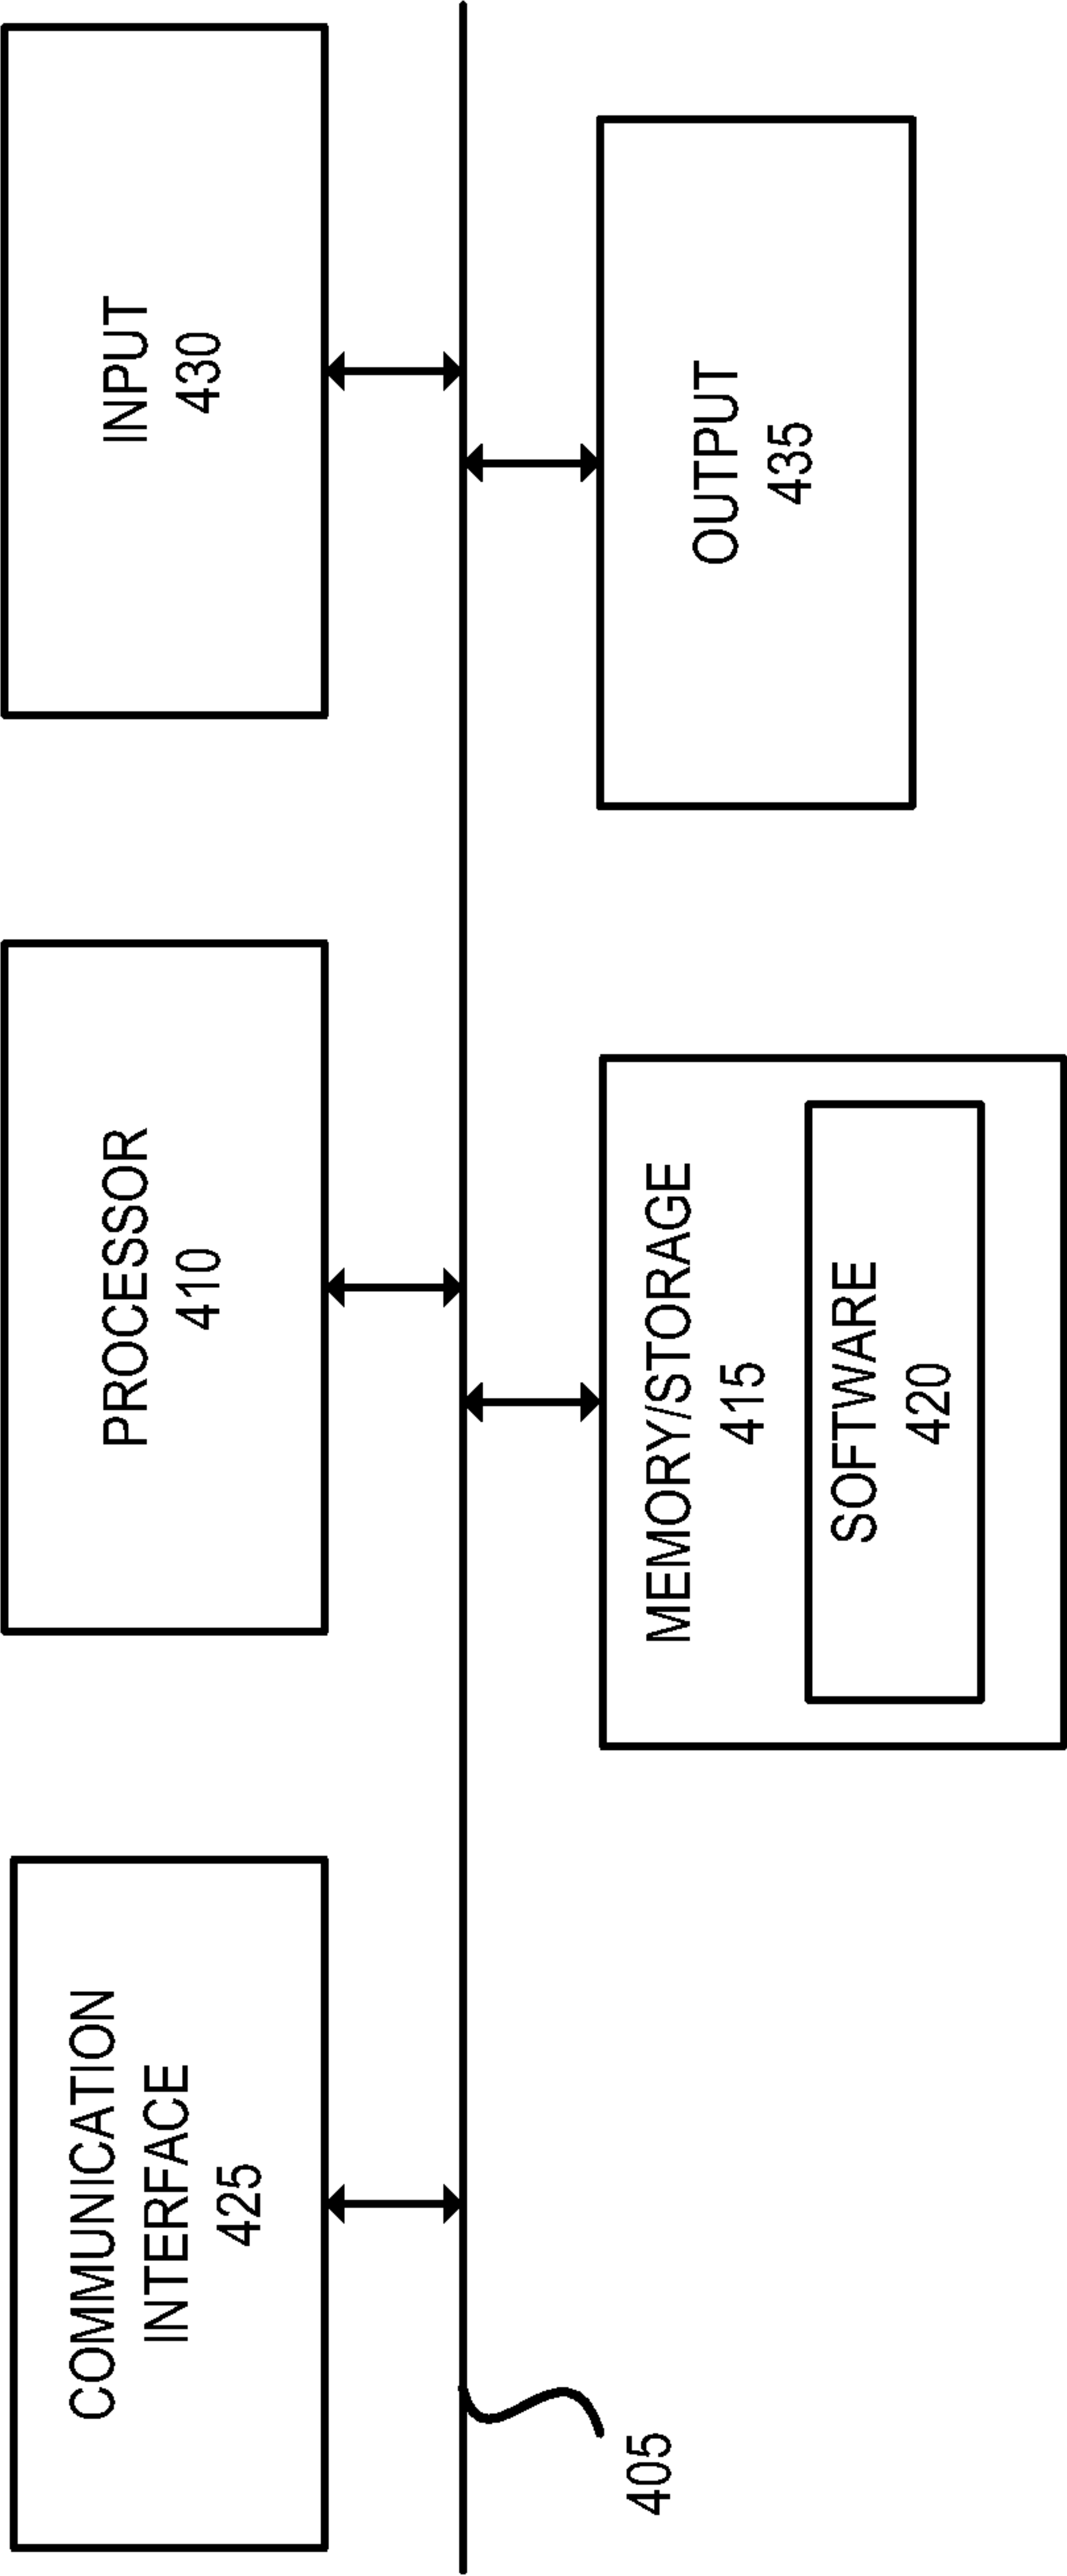 COMMUNICATION
INTERFACE
425
PROCESSOR
410
INPUT
430
405
MEMORY/STORAGE
415
SOFTWARE
420
OUTPUT
435